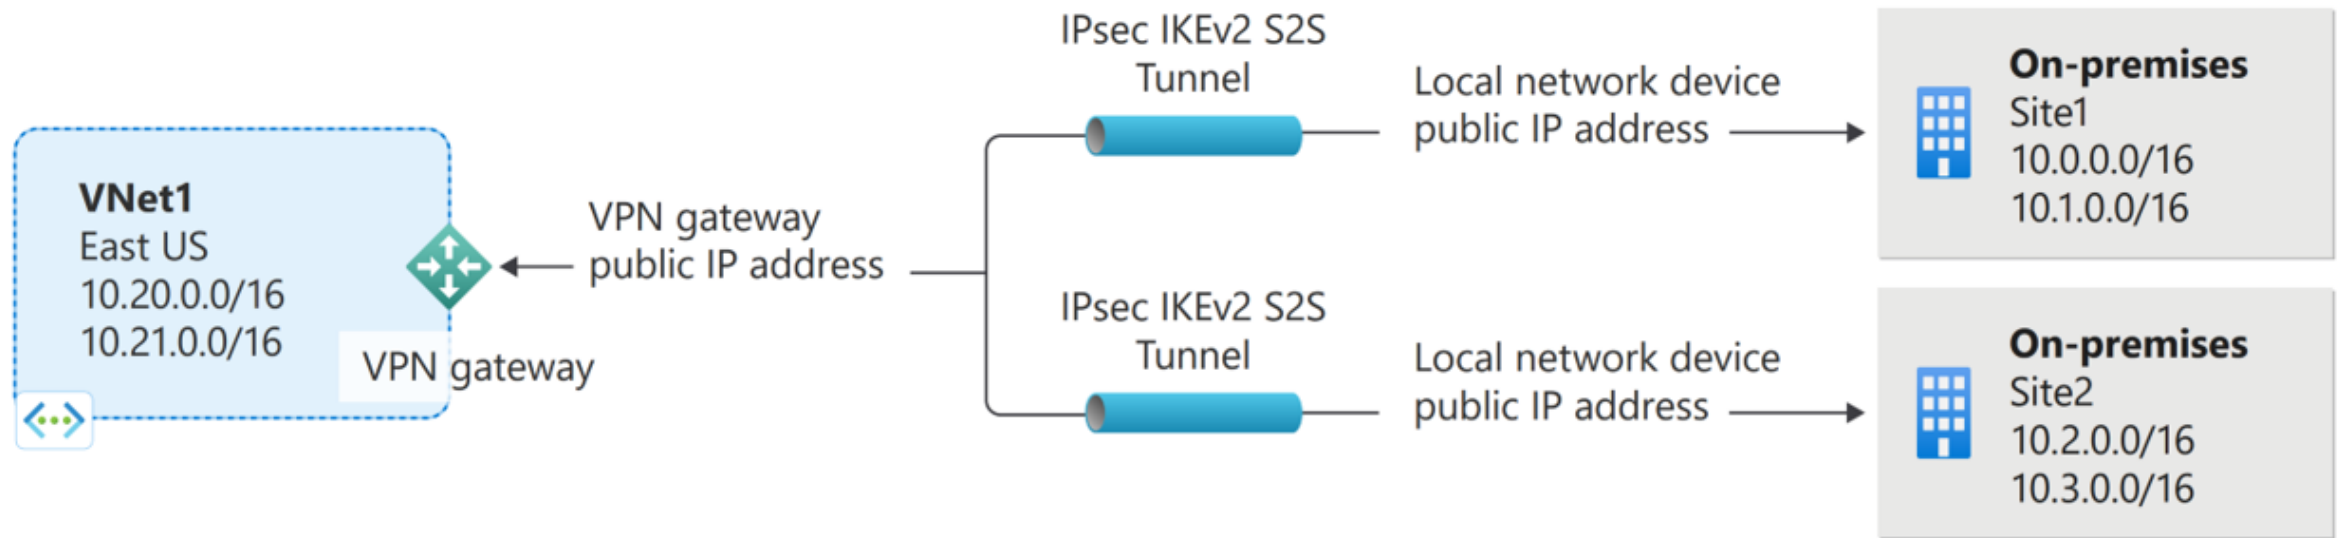 VNet1
East US
10.20.0.0/16
10.21.0.0/16
VPN gateway
VPN gateway
public IP address
IPsec IKEv2 S2S
Tunnel
Local network device
public IP address
On-premises
Site1
10.0.0.0/16
10.1.0.0/16
IPsec IKEv2 S2S
Tunnel
Local network device
public IP address
On-premises
Site2
10.2.0.0/16
10.3.0.0/16